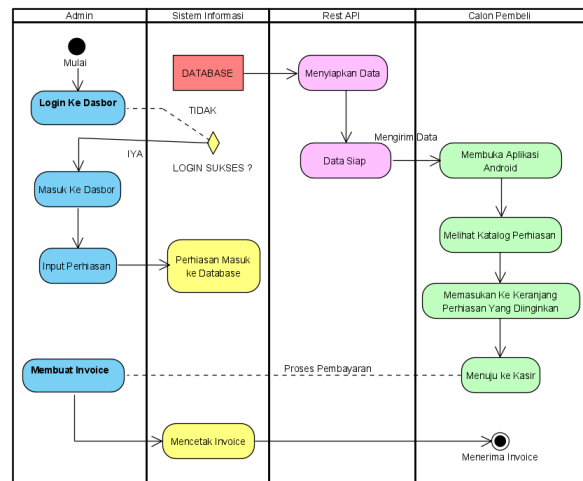 Admin
Sistem Informasi
Rest API
Calon Pembeli
Mulai
DATABASE
Menyiapkan Data
Login Ke Dasbor
TIDAK
IYA
LOGIN SUKSES ?
Data Siap
Mengirim Data
Membuka Aplikasi
Android
Masuk Ke Dasbor
Melihat Katalog Perhiasan
Input Perhiasan
Perhiasan Masuk
ke Database
Memasukan Ke Keranjang
Perhiasan Yang Diinginkan
Membuat Invoice
Proses Pembayaran
Menuju ke Kasir
Mencetak Invoice
Menerima Invoice